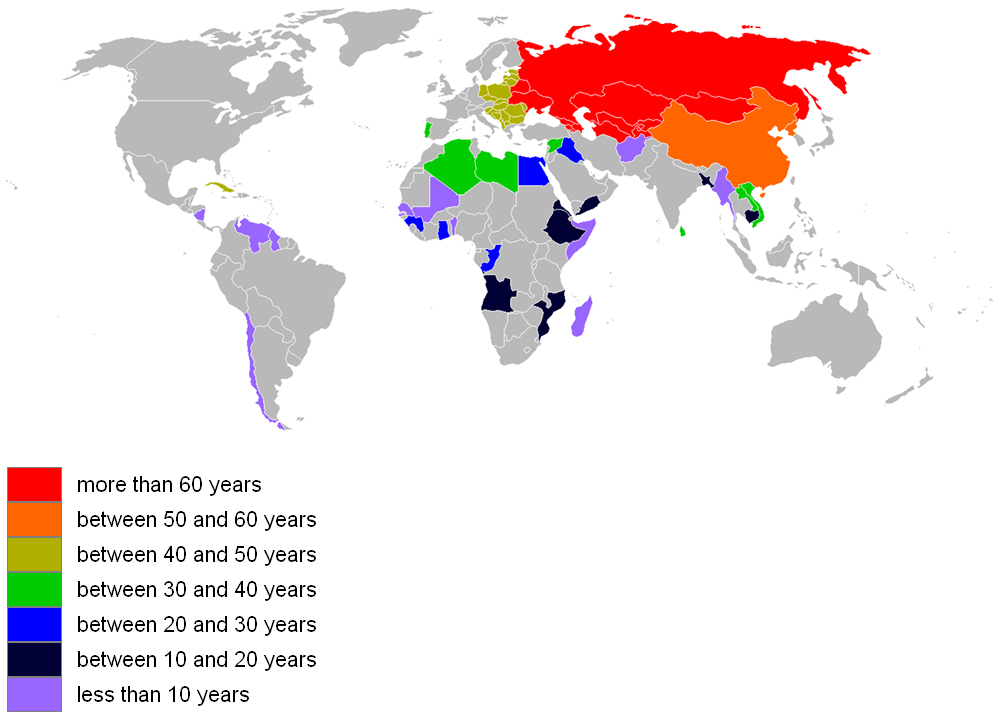 more than 60 years
between 50 and 60 years
between 40 and 50 years
between 30 and 40 years
between 20 and 30 years
between 10 and 20 years
less than 10 years